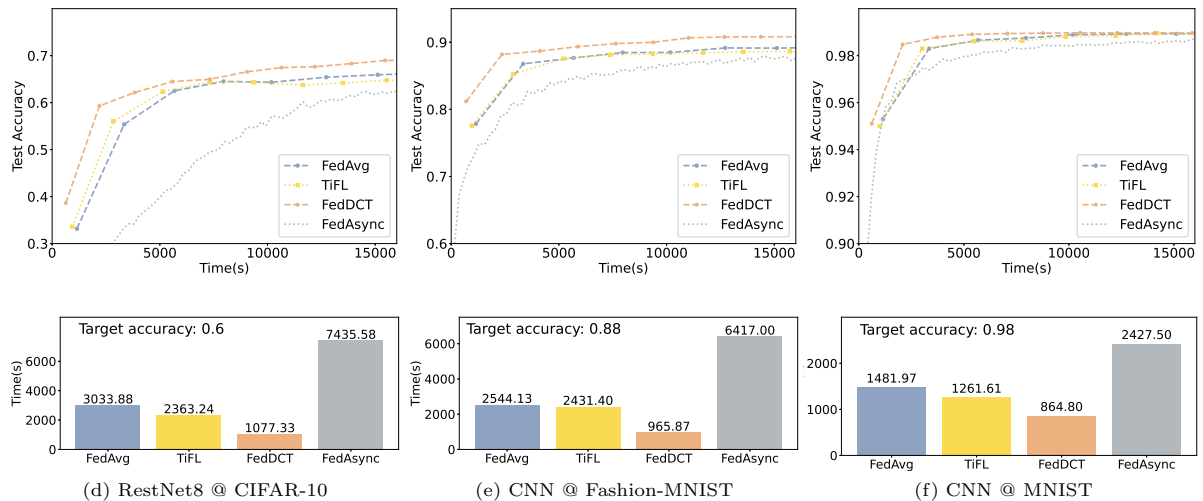 0.7
0.6
0.5
0.4
0.3
Test Accuracy
0
5000
10000
15000
Time(s)
FedAvg
TiFL
FedDCT
FedAsync
0.9
0.8
0.7
0.6
Test Accuracy
0
5000
10000
15000
Time(s)
FedAvg
TiFL
FedDCT
FedAsync
0.98
0.96
0.94
0.92
0.90
Test Accuracy
0
5000
10000
15000
Time(s)
FedAvg
TiFL
FedDCT
FedAsync
Target accuracy: 0.6
6000
4000
2000
0
Time(s)
3033.88
2363.24
1077.33
7435.58
FedAvg
TiFL
FedDCT
FedAsync
(d) RestNet8 @ CIFAR-10
Target accuracy: 0.88
6000
4000
2000
0
2544.13
2431.40
965.87
6417.00
FedAvg
TiFL
FedDCT
FedAsync
(e) CNN @ Fashion-MNIST
Target accuracy: 0.98
2000
1000
0
1481.97
1261.61
864.80
2427.50
FedAvg
TiFL
FedDCT
FedAsync
(f) CNN @ MNIST